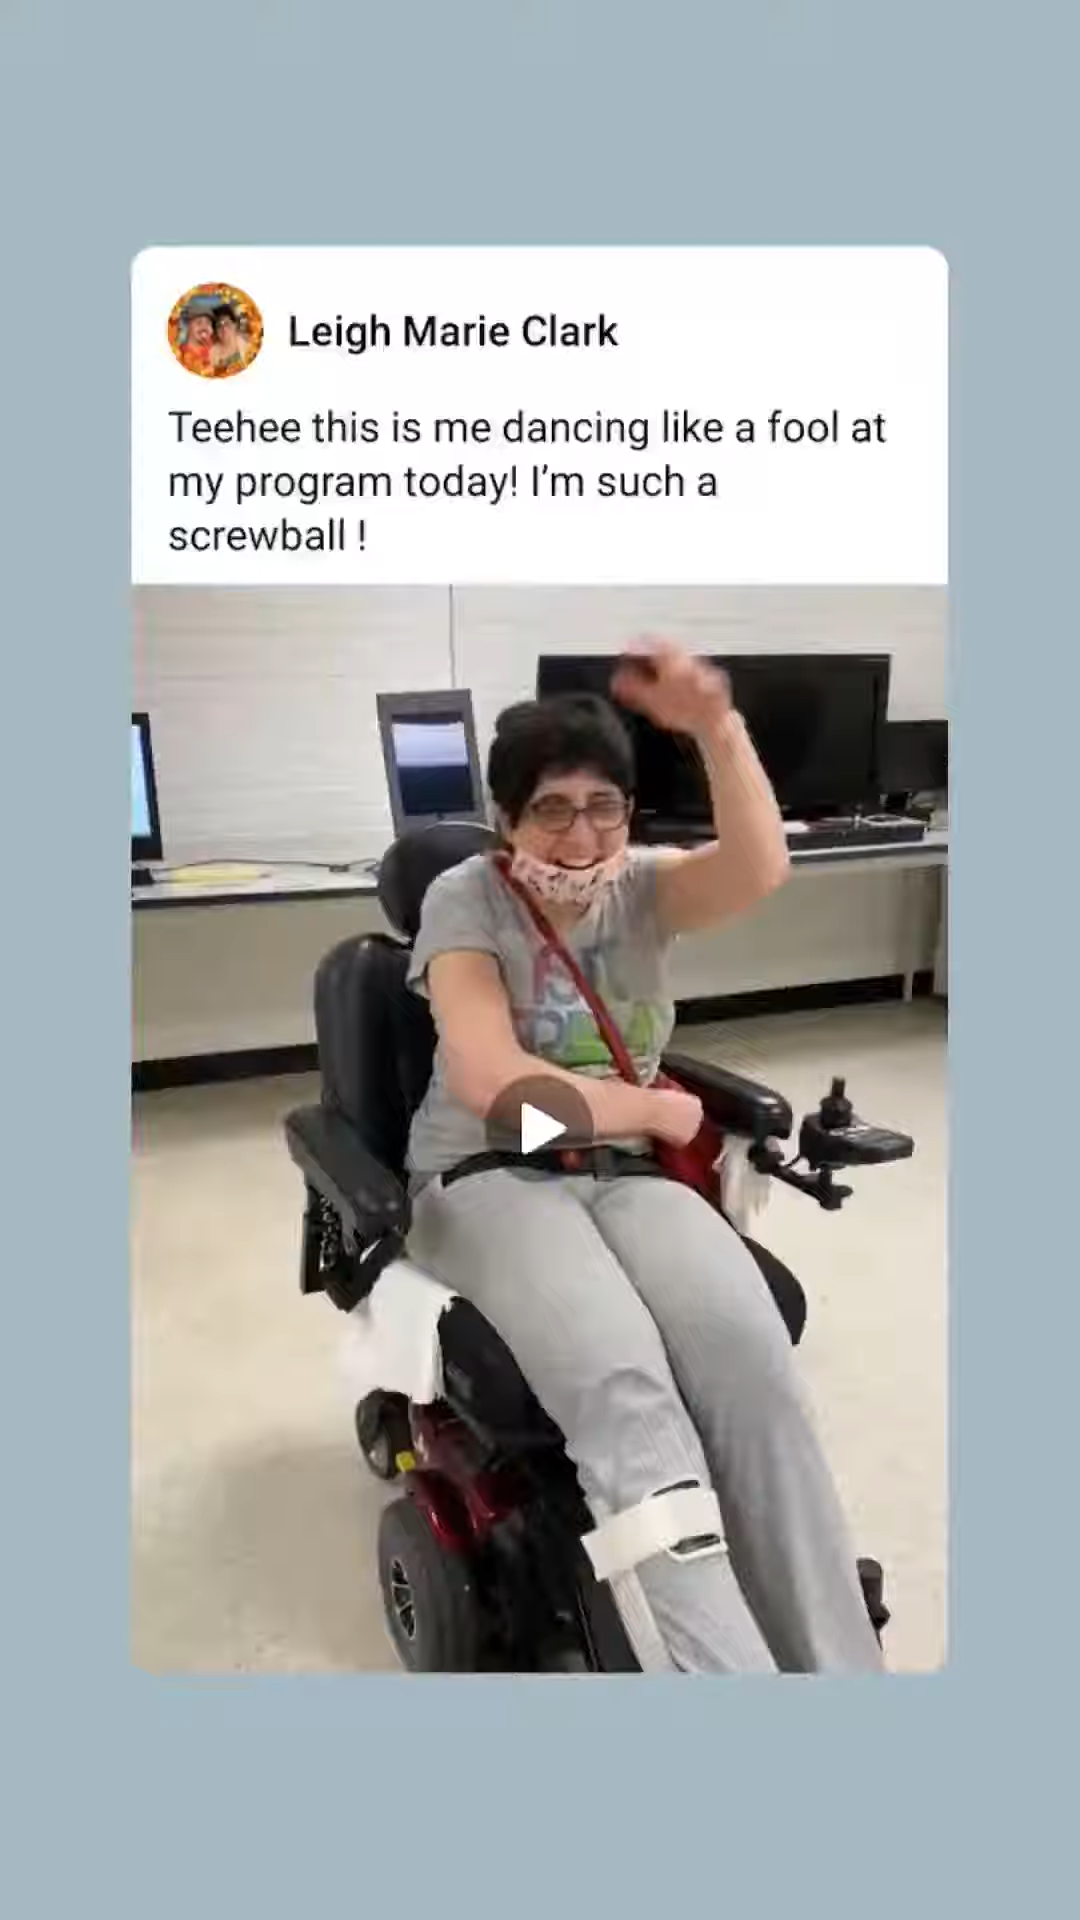 Leigh Marie Clark
Teehee this is me dancing like a fool at
my program today! I'm such a
screwball !